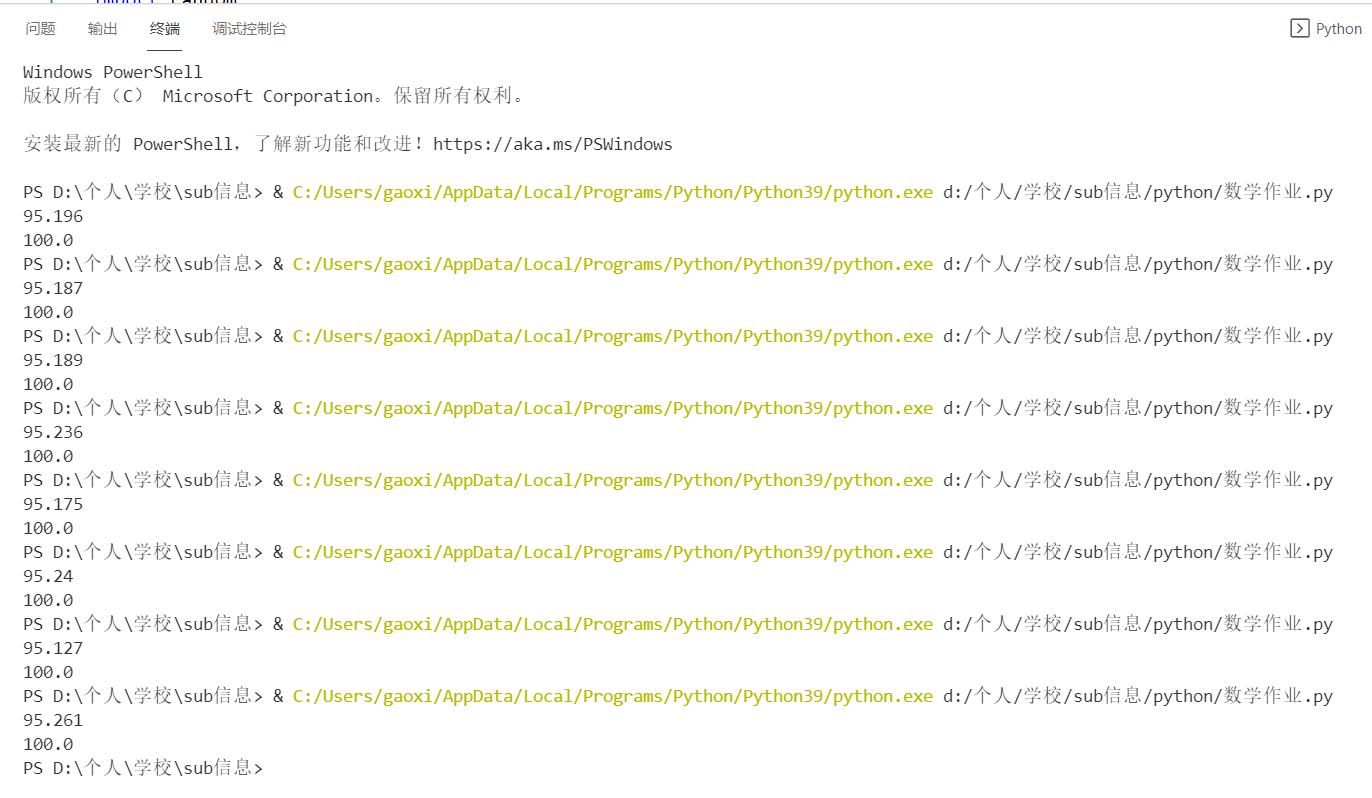 问题 输出 终端 调试控制台 Python
Windows PowerShell
版权所有（C） Microsoft Corporation。保留所有权利。
安装最新的 PowerShell，了解新功能和改进！https://aka.ms/PSWindows
PS D:\个人\学校\sub信息> & C:/Users/gaoxi/AppData/Local/Programs/Python/Python39/python.exe d:/个人/学校/sub信息/python/数学作业.py
95.196
100.0
PS D:\个人\学校\sub信息> & C:/Users/gaoxi/AppData/Local/Programs/Python/Python39/python.exe d:/个人/学校/sub信息/python/数学作业.py
95.187
100.0
PS D:\个人\学校\sub信息> & C:/Users/gaoxi/AppData/Local/Programs/Python/Python39/python.exe d:/个人/学校/sub信息/python/数学作业.py
95.189
100.0
PS D:\个人\学校\sub信息> & C:/Users/gaoxi/AppData/Local/Programs/Python/Python39/python.exe d:/个人/学校/sub信息/python/数学作业.py
95.236
100.0
PS D:\个人\学校\sub信息> & C:/Users/gaoxi/AppData/Local/Programs/Python/Python39/python.exe d:/个人/学校/sub信息/python/数学作业.py
95.175
100.0
PS D:\个人\学校\sub信息> & C:/Users/gaoxi/AppData/Local/Programs/Python/Python39/python.exe d:/个人/学校/sub信息/python/数学作业.py
95.24
100.0
PS D:\个人\学校\sub信息> & C:/Users/gaoxi/AppData/Local/Programs/Python/Python39/python.exe d:/个人/学校/sub信息/python/数学作业.py
95.127
100.0
PS D:\个人\学校\sub信息> & C:/Users/gaoxi/AppData/Local/Programs/Python/Python39/python.exe d:/个人/学校/sub信息/python/数学作业.py
95.261
100.0
PS D:\个人\学校\sub信息>